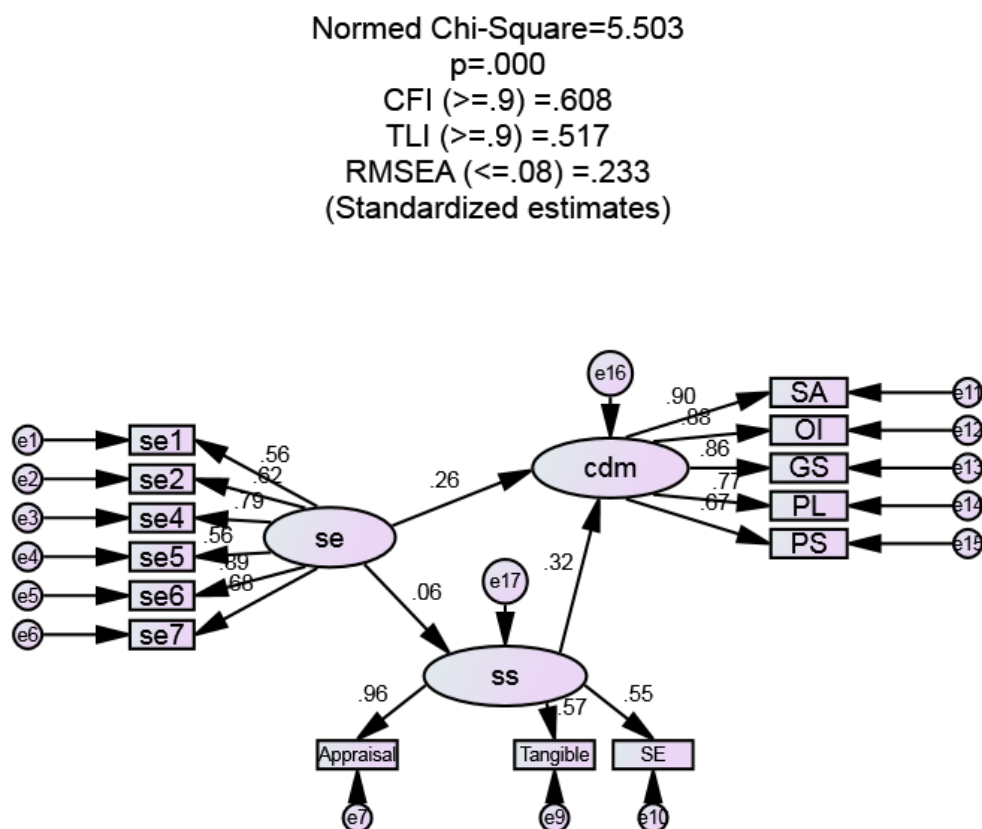 Normed Chi-Square=5.503
p=.000
CFI (>=.9) =.608
TLI (>=.9) =.517
RMSEA (<=.08) =.233
(Standardized estimates)
e16
e11
SA
.90
e12
OI
.88
e13
GS
.86
e14
PL
.77
e15
PS
.67
cdm
e1
se1
.56
e2
se2
.62
e3
se4
.79
e4
se5
.56
e5
se6
.89
e6
se7
.68
se
.26
.06
.32
e17
ss
.96
.57
.55
Appraisal
Tangible
SE
e7
e9
e10